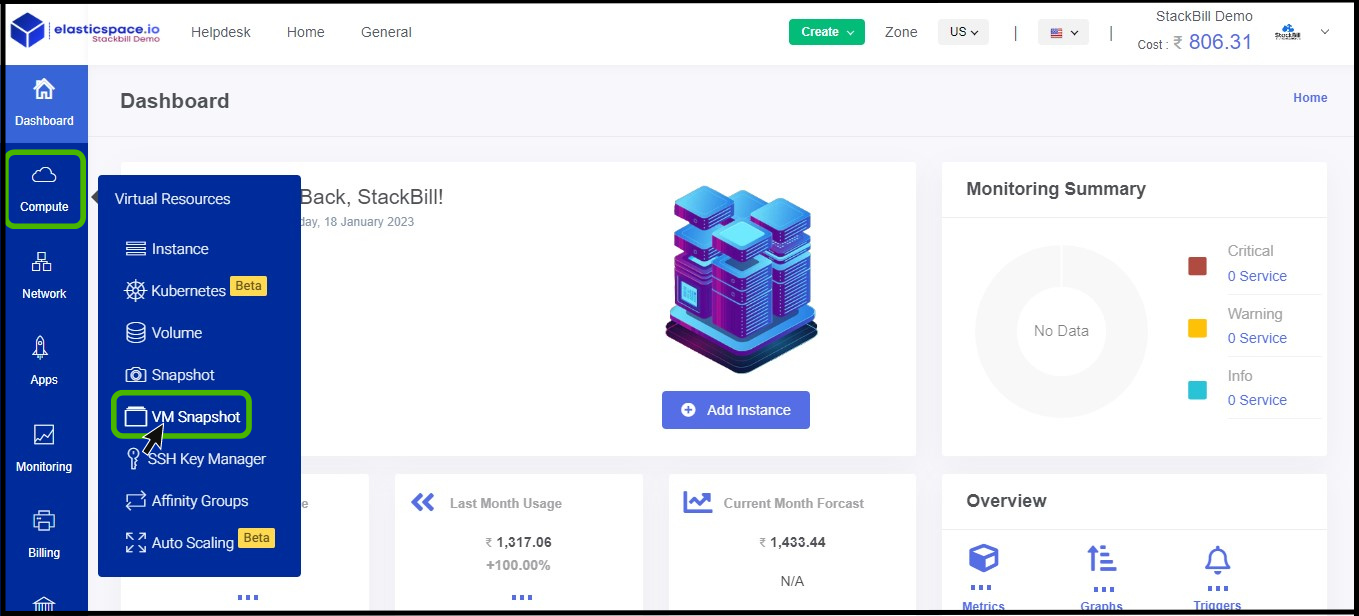 elasticspace.io
StackBill Demo
Helpdesk
Home
General
Create
Zone
US
|
|
StackBill Demo
Cost : ₹ 806.31
StackBill
Dashboard
Compute
Network
Apps
Monitoring
Billing
Dashboard
Home
Virtual Resources
Instance
Kubernetes Beta
Volume
Snapshot
VM Snapshot
SSH Key Manager
Affinity Groups
Auto Scaling Beta
Back, StackBill!
day, 18 January 2023
Add Instance
Monitoring Summary
No Data
Critical
0 Service
Warning
0 Service
Info
0 Service
Last Month Usage
₹ 1,317.06
+100.00%
Current Month Forcast
₹ 1,433.44
N/A
Overview
Metrics
Graphs
Triggers